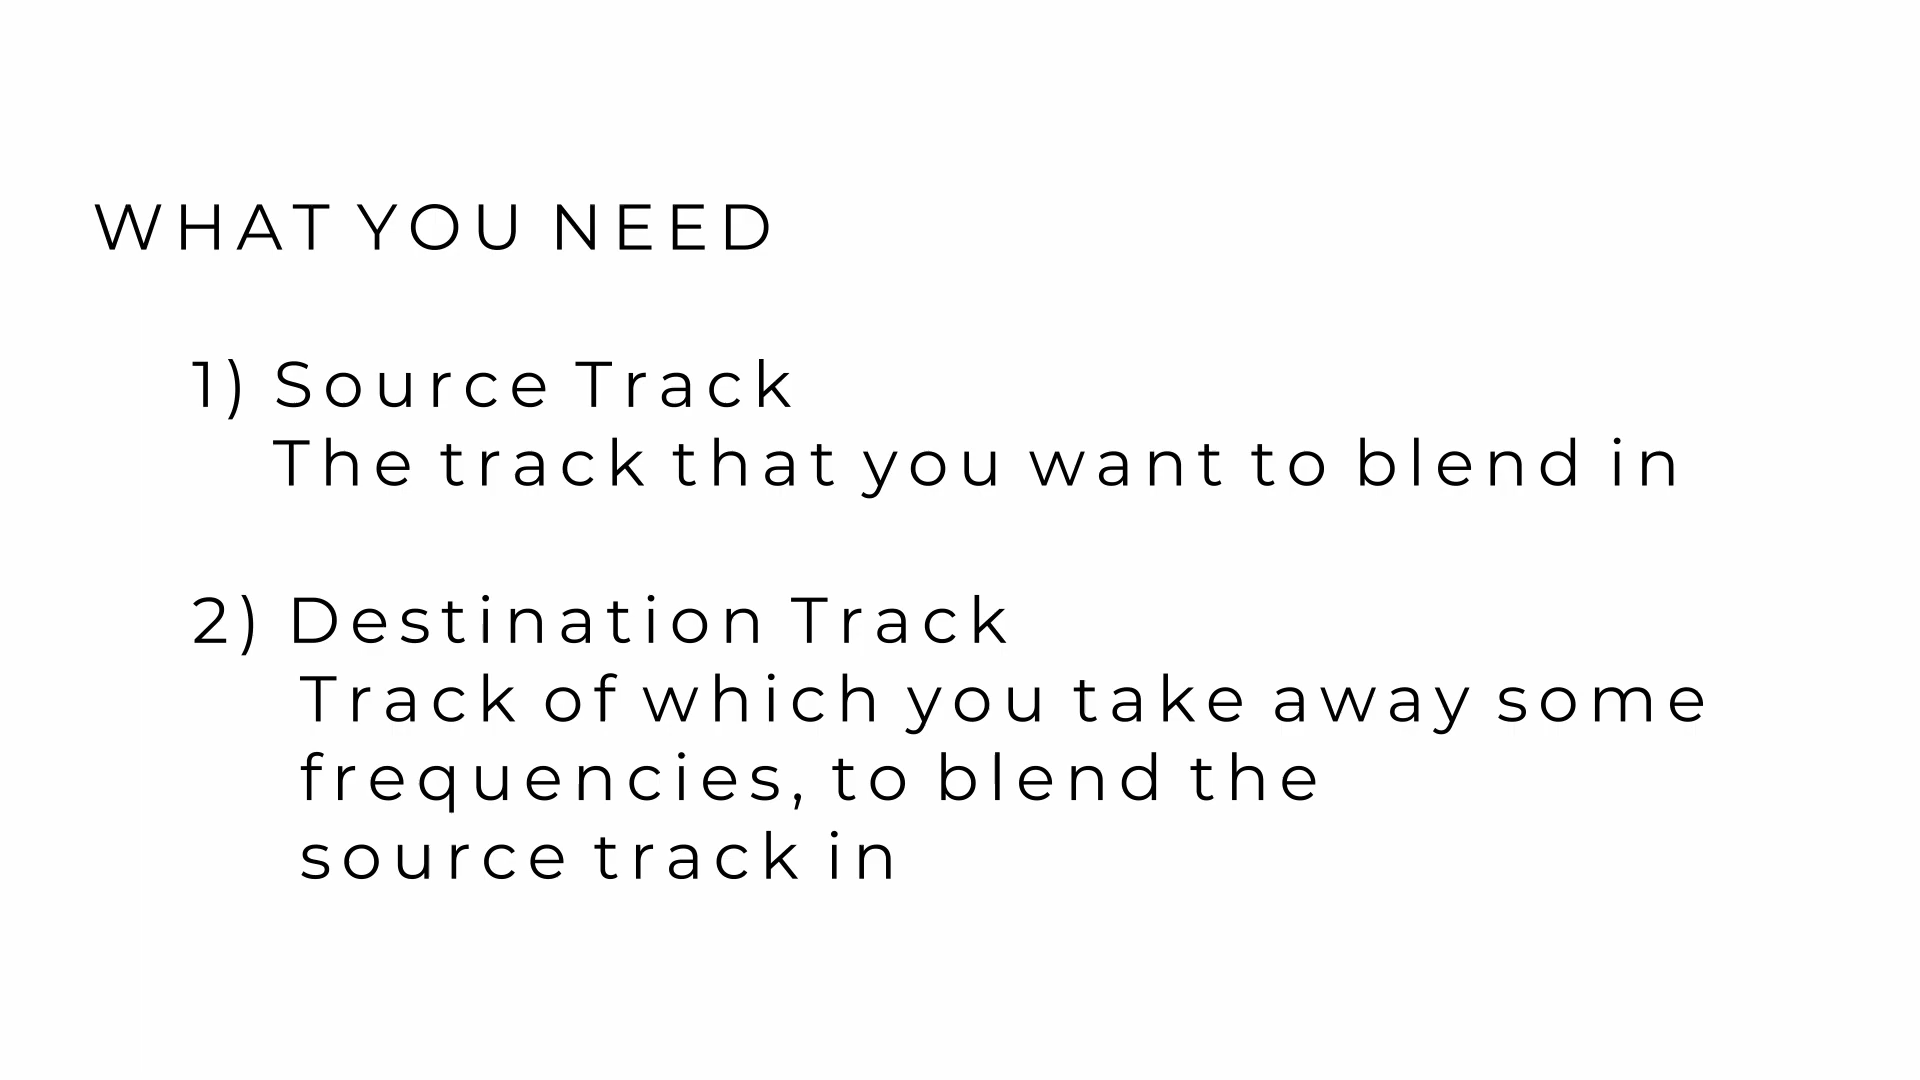 WHAT YOU NEED
1) Source Track
The track that you want to blend in
2) Destination Track
Track of which you take away some
frequencies, to blend the
source track in